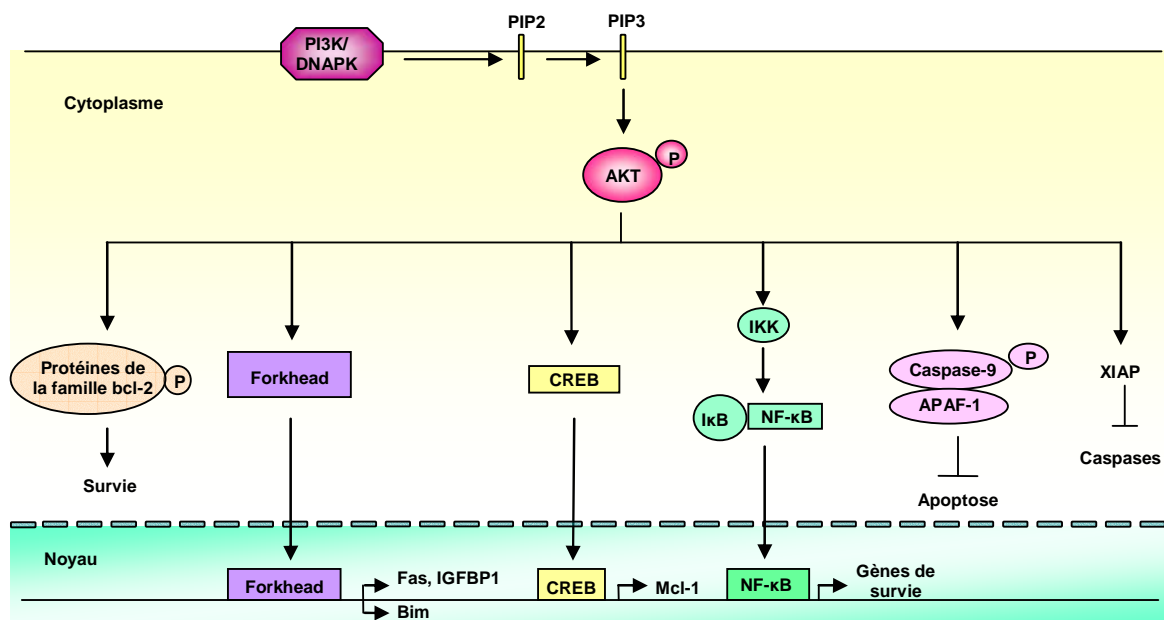 PIP2
PIP3
PI3K/
DNAPK
Cytoplasme
AKT
P
IKK
Protéines de
la famille bcl-2
P
Forkhead
CREB
IκB
NF-κB
Caspase-9
P
APAF-1
XIAP
Survie
Apoptose
Caspases
Noyau
Forkhead
Fas, IGFBP1
Bim
CREB
Mcl-1
NF-κB
Gènes de
survie